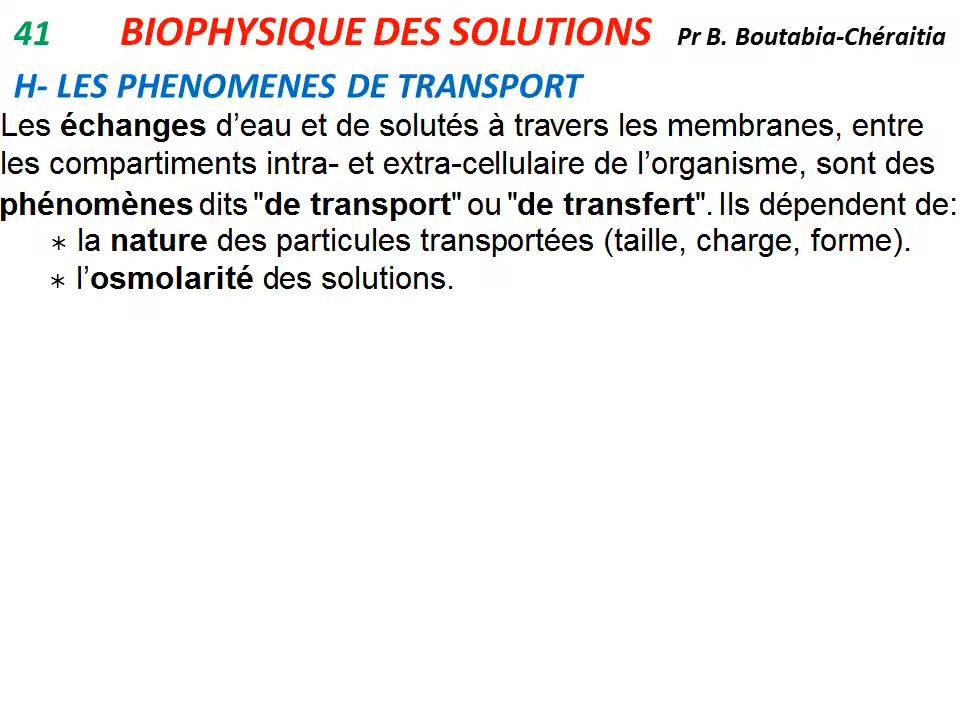 41 BIOPHYSIQUE DES SOLUTIONS Pr B. Boutabia-Chéraitia
H- LES PHENOMENES DE TRANSPORT
Les échanges d’eau et de solutés à travers les membranes, entre
les compartiments intra- et extra-cellulaire de l’organisme, sont des
phénomènes dits "de transport" ou "de transfert". Ils dépendent de:
* la nature des particules transportées (taille, charge, forme).
* l’osmolarité des solutions.